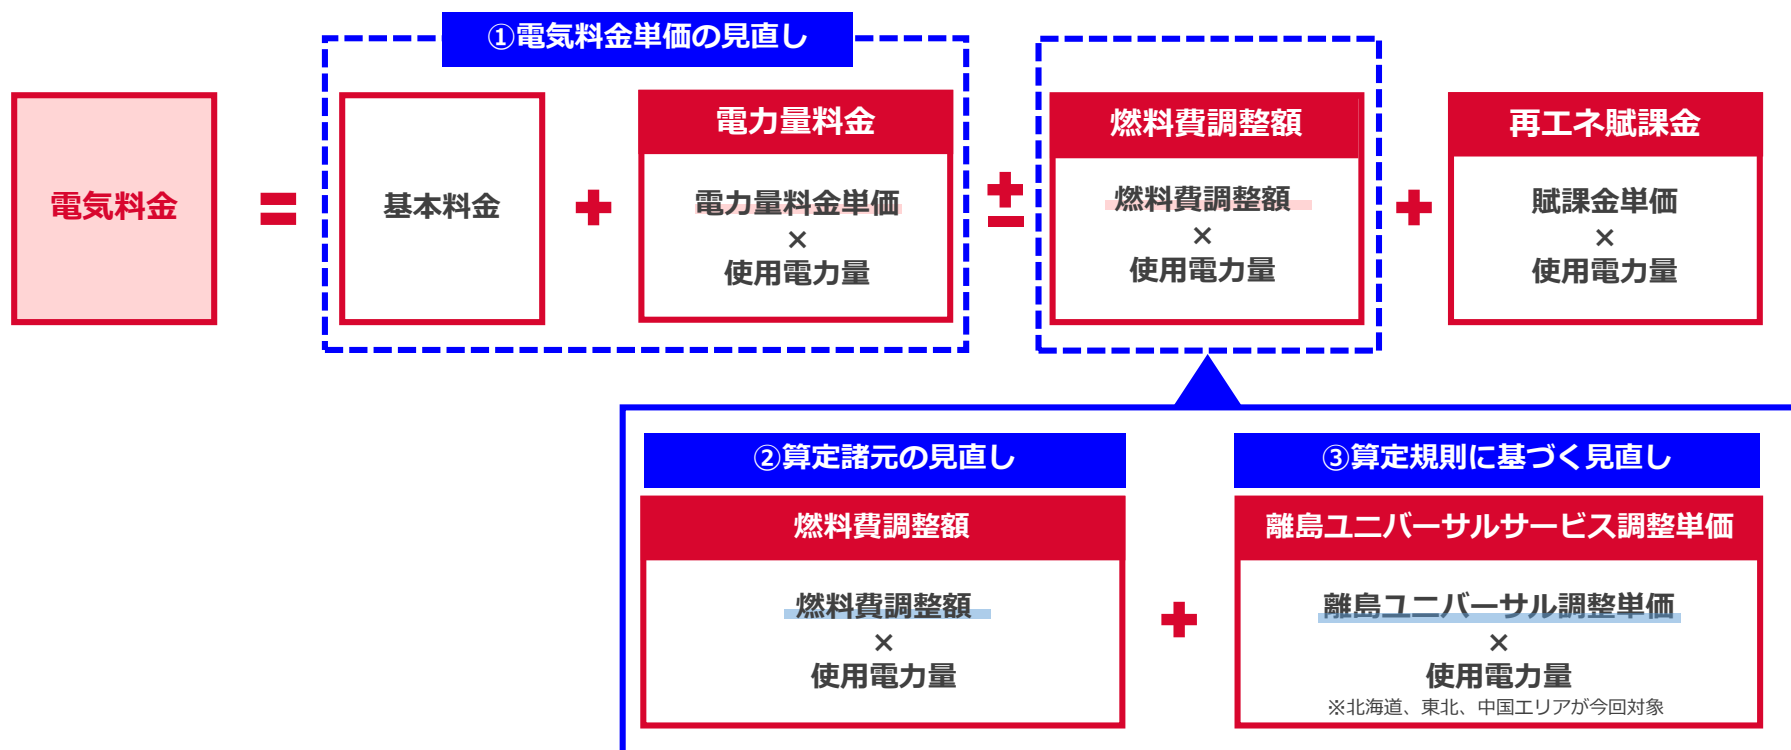 ①電気料金単価の見直し
電気料金
=
基本料金
+
電力量料金
電力量料金単価
×
使用電力量
±
燃料費調整額
燃料費調整額
×
使用電力量
+
再エネ賦課金
賦課金単価
×
使用電力量
②算定諸元の見直し
燃料費調整額
燃料費調整額
×
使用電力量
+
③算定規則に基づく見直し
離島ユニバーサルサービス調整単価
離島ユニバーサル調整単価
×
使用電力量
※北海道、東北、中国エリアが今回対象